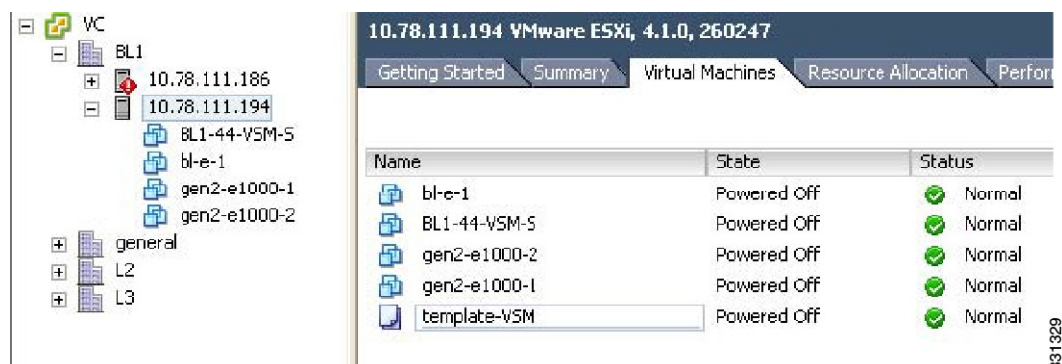 VC
BL1
10.78.111.186
10.78.111.194
BL1-44-VSM-S
bl-e-1
gen2-e1000-1
gen2-e1000-2
general
L2
L3
10.78.111.194 VMware ESXi, 4.1.0, 260247
Getting Started Summary Virtual Machines Resource Allocation Perfor
Name State Status
bl-e-1 Powered Off Normal
BL1-44-VSM-S Powered Off Normal
gen2-e1000-2 Powered Off Normal
gen2-e1000-1 Powered Off Normal
template-VSM Powered Off Normal
331329